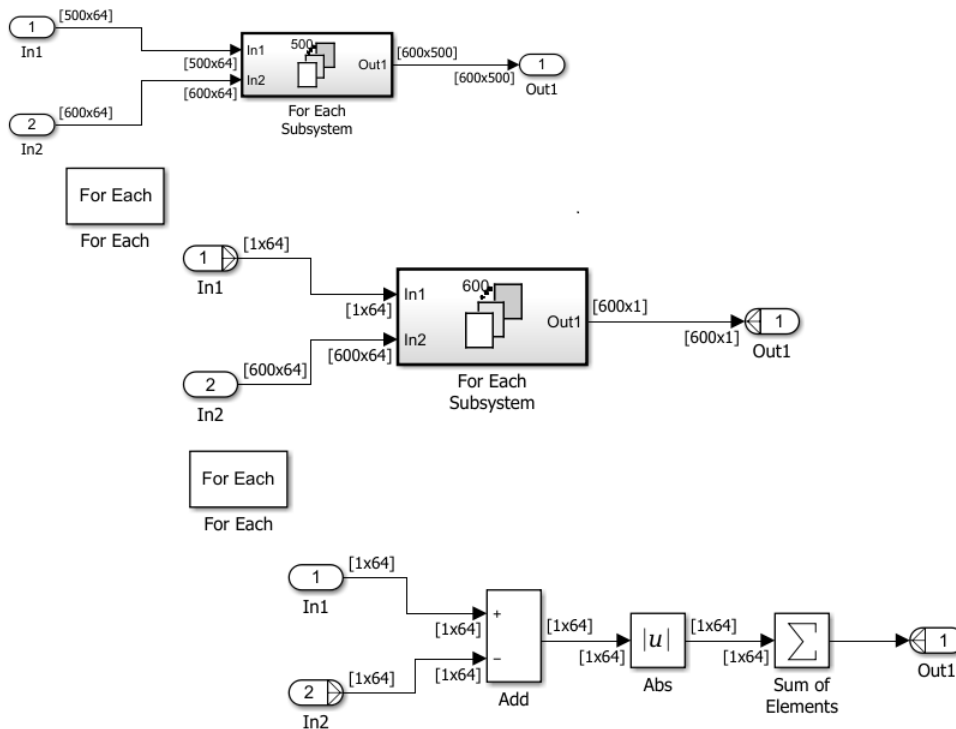 [500x64]
1
In1
500
In1
[500x64]
Out1
[600x500]
[600x500]
1
Out1
In2
[600x64]
[600x64]
2
In2
For Each
Subsystem
For Each
For Each
[1x64]
1
In1
600
In1
[1x64]
Out1
[600x1]
[600x1]
1
Out1
In2
[600x64]
[600x64]
2
In2
For Each
Subsystem
For Each
For Each
[1x64]
1
In1
+
[1x64]
−
[1x64]
[1x64]
2
In2
Add
[1x64]
[1x64]
|u|
Abs
[1x64]
[1x64]
∑
Sum of
Elements
1
Out1